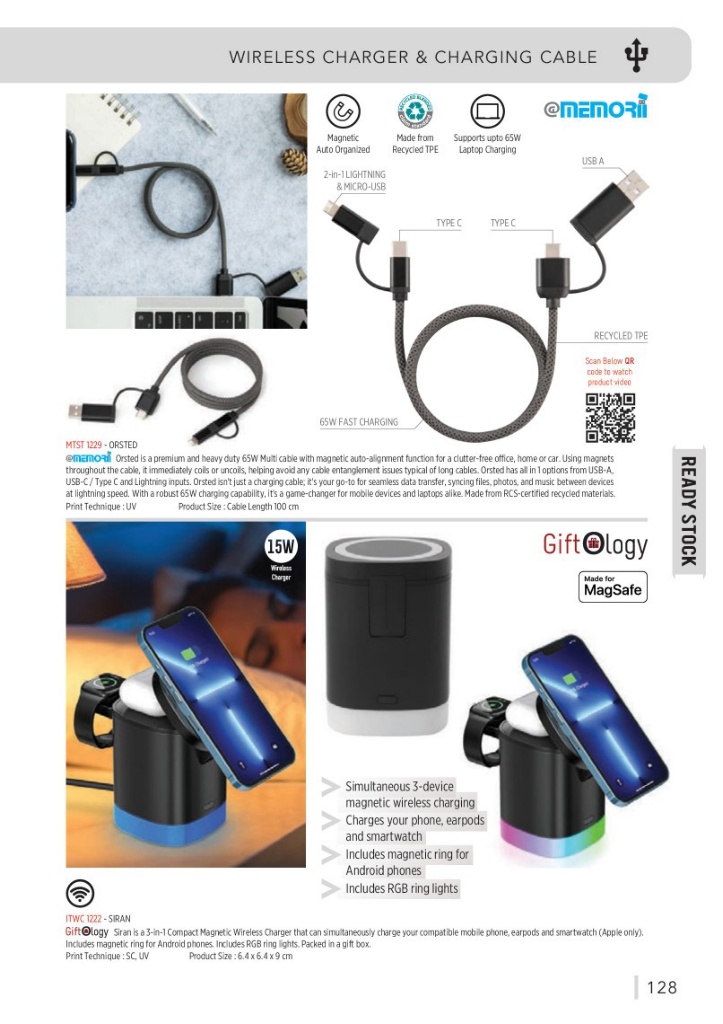 WIRELESS CHARGER & CHARGING CABLE
Magnetic
Auto Organized
Made from
Recycled TPE
Supports upto 65W
Laptop Charging
@MEMORii
USB A
2-in-1 LIGHTNING
& MICRO-USB
TYPE C
TYPE C
RECYCLED TPE
Scan Below QR
code to watch
product video
65W FAST CHARGING
MTST 1229 - ORSTED
@MEMORii Orsted is a premium and heavy duty 65W Multi cable with magnetic auto-alignment function for a clutter-free office, home or car. Using magnets
throughout the cable, it immediately coils or uncoils, helping avoid any cable entanglement issues typical of long cables. Orsted has all in 1 options from USB-A,
USB-C / Type C and Lightning inputs. Orsted isn't just a charging cable; it's your go-to for seamless data transfer, syncing files, photos, and music between devices
at lightning speed. With a robust 65W charging capability, it's a game-changer for mobile devices and laptops alike. Made from RCS-certified recycled materials.
Print Technique : UV Product Size : Cable Length 100 cm
READY STOCK
15W
Wireless
Charger
GiftOlogy
Made for
MagSafe
Simultaneous 3-device
magnetic wireless charging
Charges your phone, earpods
and smartwatch
Includes magnetic ring for
Android phones
Includes RGB ring lights
ITWC 1222 - SIRAN
GiftOlogy Siran is a 3-in-1 Compact Magnetic Wireless Charger that can simultaneously charge your compatible mobile phone, earpods and smartwatch (Apple only).
Includes magnetic ring for Android phones. Includes RGB ring lights. Packed in a gift box.
Print Technique : SC, UV Product Size : 6.4 x 6.4 x 9 cm
128